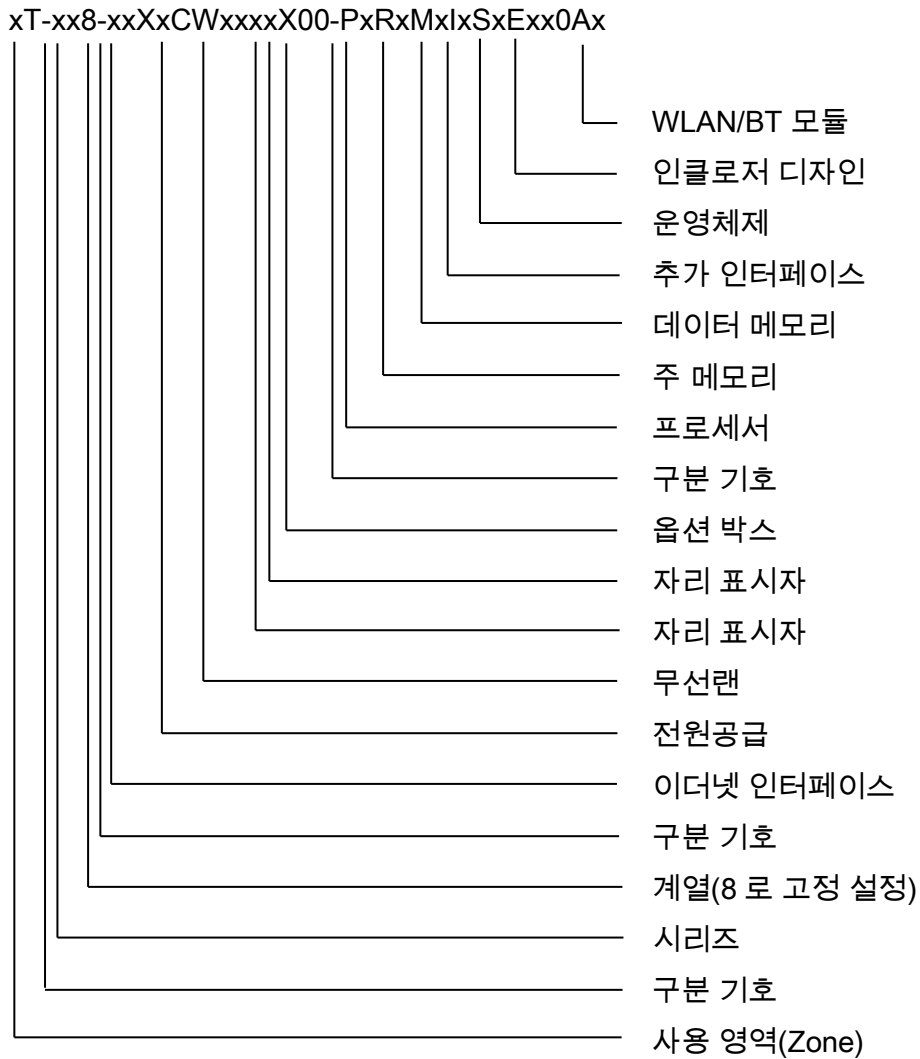 xT-xx8-xxXxCWxxxxX00-PxRxMxIxSxExx0Ax
WLAN/BT 모듈
인클로저 디자인
운영체제
추가 인터페이스
데이터 메모리
주 메모리
프로세서
구분 기호
옵션 박스
자리 표시자
자리 표시자
무선랜
전원공급
이더넷 인터페이스
구분 기호
계열(8 로 고정 설정)
시리즈
구분 기호
사용 영역(Zone)